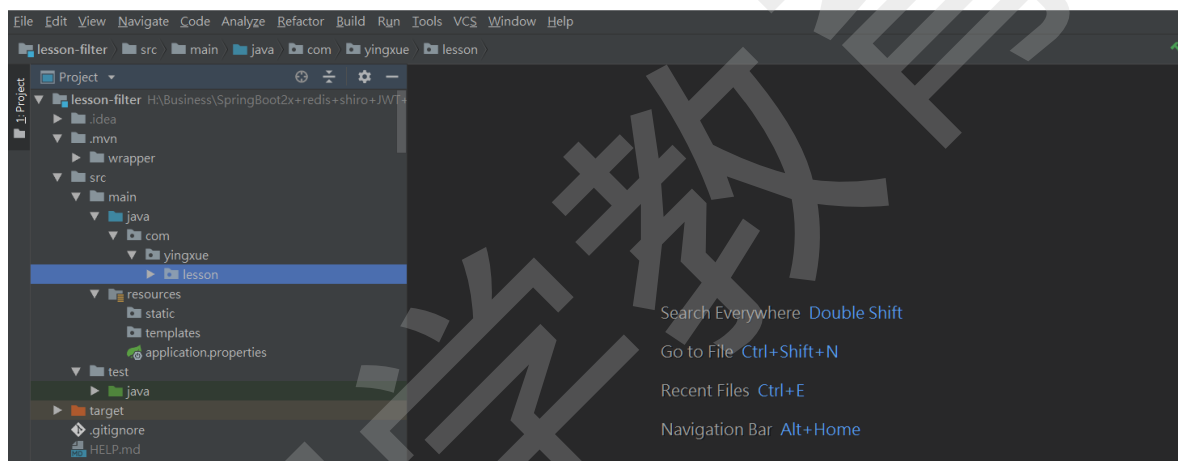 File Edit View Navigate Code Analyze Refactor Build Run Tools VCS Window Help
lesson-filter src main java com yingxue lesson
1: Project
Project
lesson-filter H:\Business\SpringBoot2x+redis+shiro+JWT+
.idea
.mvn
wrapper
src
main
java
com
yingxue
lesson
resources
static
templates
application.properties
test
java
target
.gitignore
HELP.md
Search Everywhere Double Shift
Go to File Ctrl+Shift+N
Recent Files Ctrl+E
Navigation Bar Alt+Home
学教育